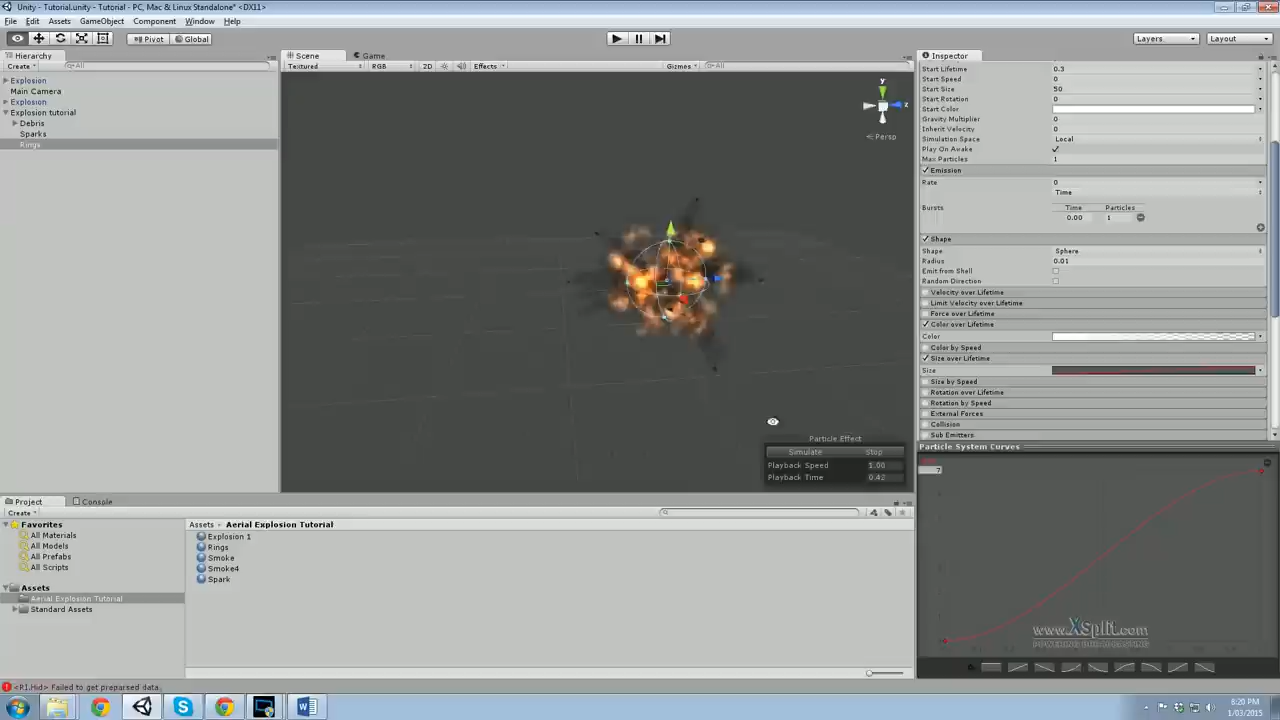 Unity - Tutorial.unity - Tutorial - PC, Mac & Linux Standalone* <DX11>
File Edit Assets GameObject Component Window Help
Pivot Global Layers Layout
Hierarchy
Create All
Explosion
Main Camera
Explosion
Explosion tutorial
Debris
Sparks
Rings
Scene Game
Textured RGB 2D Effects Gizmos All
y
z
Persp
Particle Effect
Simulate Stop
Playback Speed 1.00
Playback Time 0.42
Inspector
Start Lifetime 0.3
Start Speed 0
Start Size 50
Start Rotation 0
Start Color
Gravity Multiplier 0
Inherit Velocity 0
Simulation Space Local
Play On Awake
Max Particles 1
Emission
Rate 0
Time
Bursts Time Particles
0.00 1
Shape
Shape Sphere
Radius 0.01
Emit from Shell
Random Direction
Velocity over Lifetime
Limit Velocity over Lifetime
Force over Lifetime
Color over Lifetime
Color
Color by Speed
Size over Lifetime
Size
Size by Speed
Rotation over Lifetime
Rotation by Speed
External Forces
Collision
Sub Emitters
Particle System Curves
7
www.XSplit.com
Project Console
Create
Favorites
All Materials
All Models
All Prefabs
All Scripts
Assets
Aerial Explosion Tutorial
Standard Assets
Assets Aerial Explosion Tutorial
Explosion 1
Rings
Smoke
Smoke4
Spark
<RI.Hid> Failed to get preparsed data.
6:20 PM
1/03/2015